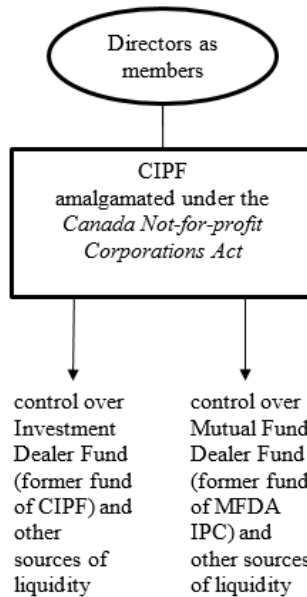 Directors as
members
CIPF
amalgamated under the
Canada Not-for-profit
Corporations Act
control over
Investment
Dealer Fund
(former fund
of CIPF) and
other
sources of
liquidity
control over
Mutual Fund
Dealer Fund
(former fund
of MFDA
IPC) and
other sources
of liquidity